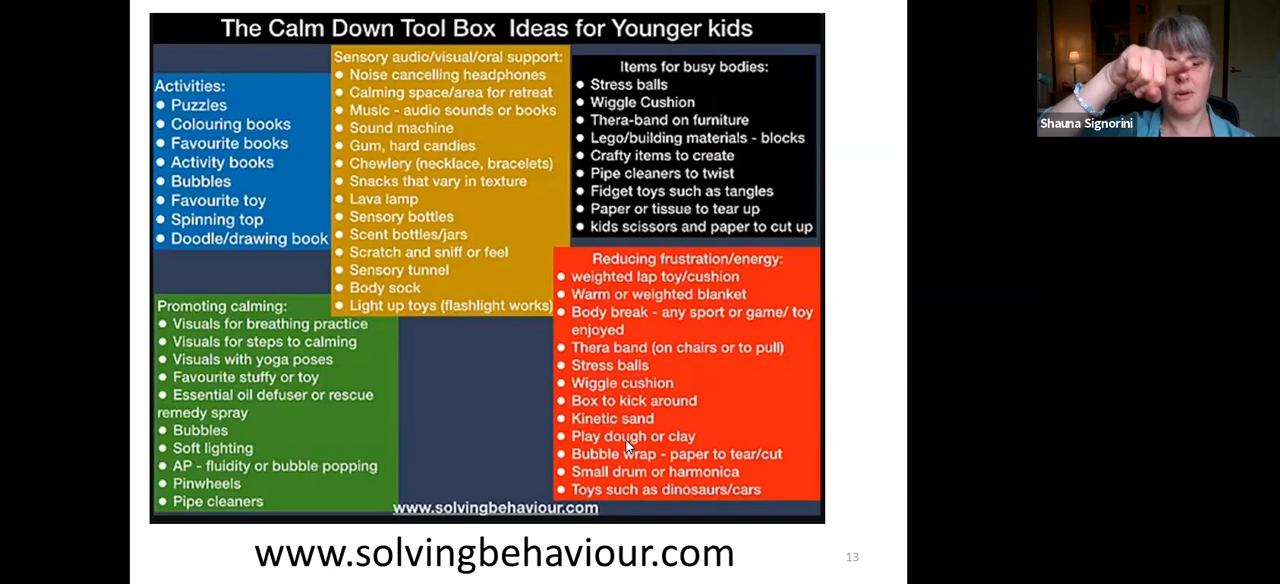 The Calm Down Tool Box Ideas for Younger kids
Activities:
Puzzles
Colouring books
Favourite books
Activity books
Bubbles
Favourite toy
Spinning top
Doodle/drawing book
Sensory audio/visual/oral support:
Noise cancelling headphones
Calming space/area for retreat
Music - audio sounds or books
Sound machine
Gum, hard candies
Chewlery (necklace, bracelets)
Snacks that vary in texture
Lava lamp
Sensory bottles
Scent bottles/jars
Scratch and sniff or feel
Sensory tunnel
Body sock
Light up toys (flashlight works)
Items for busy bodies:
Stress balls
Wiggle Cushion
Thera-band on furniture
Lego/building materials - blocks
Crafty items to create
Pipe cleaners to twist
Fidget toys such as tangles
Paper or tissue to tear up
kids scissors and paper to cut up
Promoting calming:
Visuals for breathing practice
Visuals for steps to calming
Visuals with yoga poses
Favourite stuffy or toy
Essential oil defuser or rescue
remedy spray
Bubbles
Soft lighting
AP - fluidity or bubble popping
Pinwheels
Pipe cleaners
Reducing frustration/energy:
weighted lap toy/cushion
Warm or weighted blanket
Body break - any sport or game/ toy
enjoyed
Thera band (on chairs or to pull)
Stress balls
Wiggle cushion
Box to kick around
Kinetic sand
Play dough or clay
Bubble wrap - paper to tear/cut
Small drum or harmonica
Toys such as dinosaurs/cars
www.solvingbehaviour.com
www.solvingbehaviour.com
13
Shauna Signorini